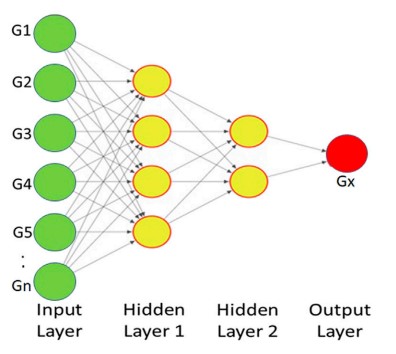 G1
G2
G3
G4
G5
:
Gn
Gx
Input Layer
Hidden Layer 1
Hidden Layer 2
Output Layer